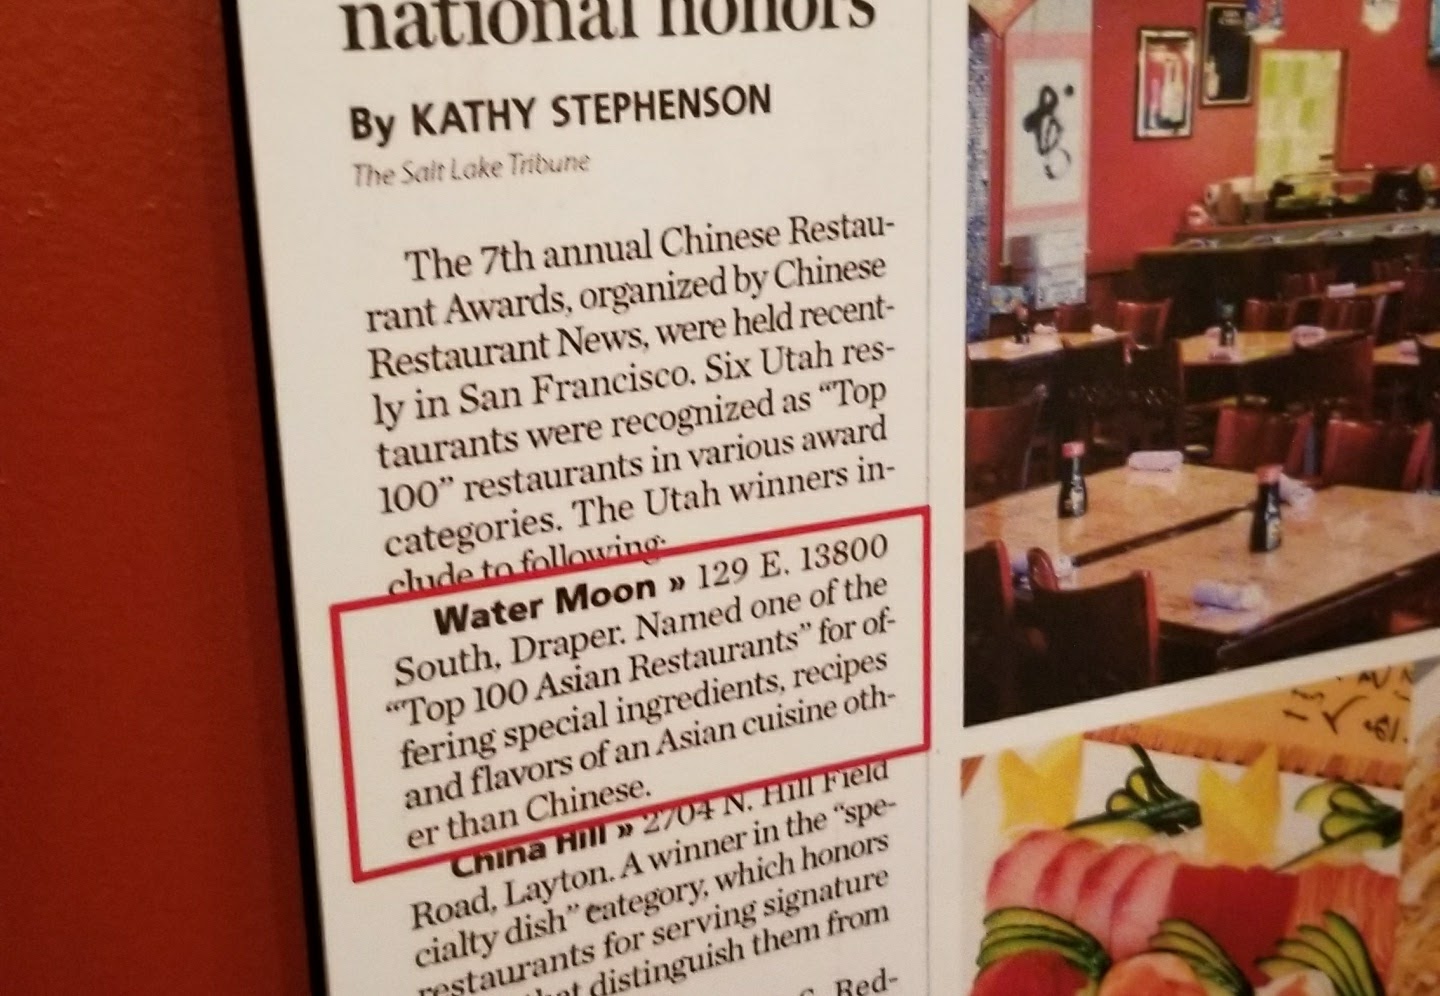 national honors
By KATHY STEPHENSON
The Salt Lake Tribune
The 7th annual Chinese Restau-
rant Awards, organized by Chinese
Restaurant News, were held recent-
ly in San Francisco. Six Utah res-
taurants were recognized as “Top
100” restaurants in various award
categories. The Utah winners in-
clude to following:
Water Moon » 129 E. 13800
South, Draper. Named one of the
“Top 100 Asian Restaurants” for of-
fering special ingredients, recipes
and flavors of an Asian cuisine oth-
er than Chinese.
China Hill » 2704 N. Hill Field
Road, Layton. A winner in the “spe-
cialty dish” category, which honors
restaurants for serving signature
that distinguish them from
Red-